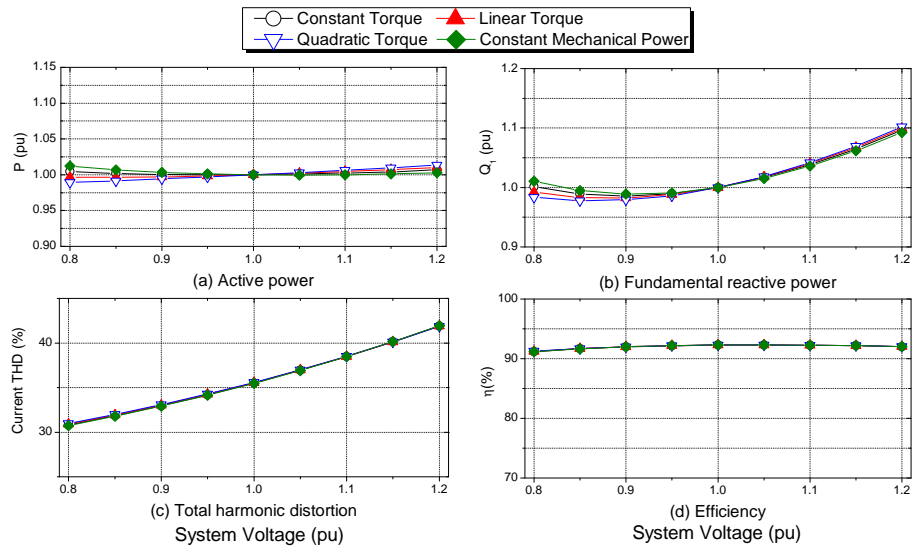 Constant Torque
Linear Torque
Quadratic Torque
Constant Mechanical Power
P (pu)
1.15
1.10
1.05
1.00
0.95
0.90
0.8
0.9
1.0
1.1
1.2
(a) Active power
Q1 (pu)
1.2
1.1
1.0
0.9
0.8
0.9
1.0
1.1
1.2
(b) Fundamental reactive power
Current THD (%)
40
30
0.8
0.9
1.0
1.1
1.2
(c) Total harmonic distortion
System Voltage (pu)
η(%)
100
90
80
70
0.8
0.9
1.0
1.1
1.2
(d) Efficiency
System Voltage (pu)